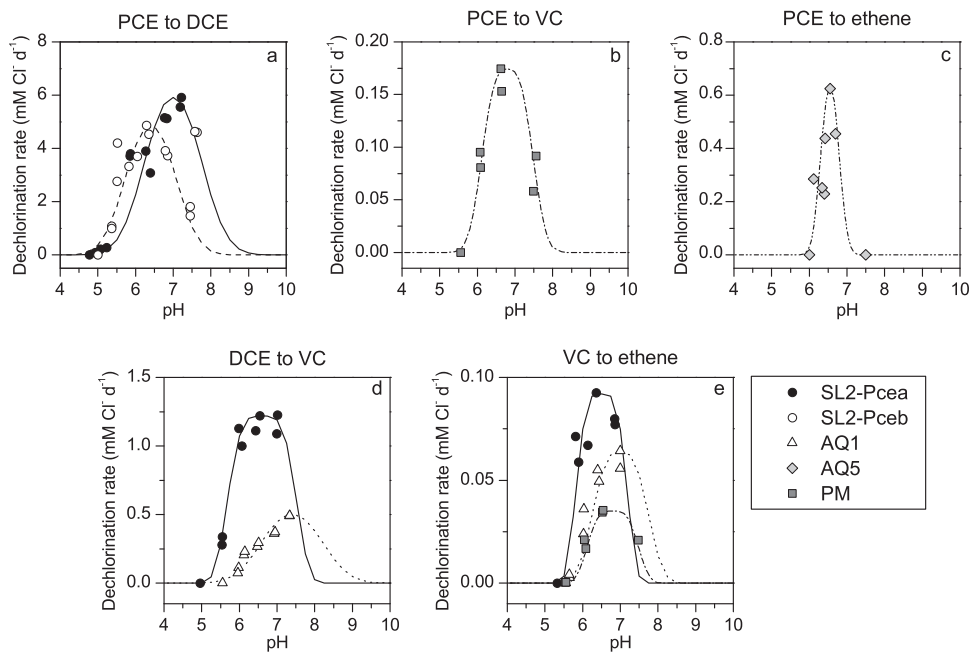 PCE to DCE
PCE to VC
PCE to ethene
a
b
c
Dechlorination rate (mM Cl⁻ d⁻¹)
8
6
4
2
0
4 5 6 7 8 9 10
pH
Dechlorination rate (mM Cl⁻ d⁻¹)
0.20
0.15
0.10
0.05
0.00
4 5 6 7 8 9 10
pH
Dechlorination rate (mM Cl⁻ d⁻¹)
0.8
0.6
0.4
0.2
0.0
4 5 6 7 8 9 10
pH
DCE to VC
d
Dechlorination rate (mM Cl⁻ d⁻¹)
1.5
1.0
0.5
0.0
4 5 6 7 8 9 10
pH
VC to ethene
e
Dechlorination rate (mM Cl⁻ d⁻¹)
0.10
0.05
0.00
4 5 6 7 8 9 10
pH
SL2-Pcea
SL2-Pceb
AQ1
AQ5
PM